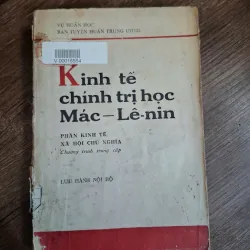 VỤ HUẤN HỌC
BAN TUYÊN HUẤN TRUNG ƯƠNG
Kinh tế
chính trị học
Mác – Lê-nin
PHẦN KINH TẾ
XÃ HỘI CHỦ NGHĨA
Chương trình trung cấp
LƯU HÀNH NỘI BỘ